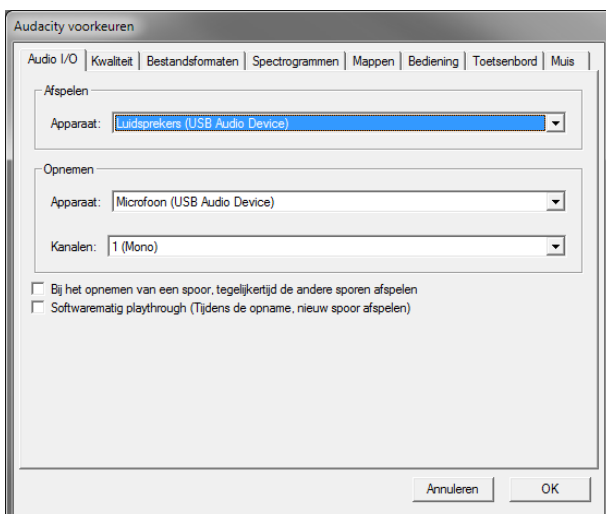 Audacity voorkeuren
Audio I/O Kwaliteit Bestandsformaten Spectrogrammen Mappen Bediening Toetsenbord Muis
Afspelen
Apparaat: Luidsprekers (USB Audio Device)
Opnemen
Apparaat: Microfoon (USB Audio Device)
Kanalen: 1 (Mono)
Bij het opnemen van een spoor, tegelijkertijd de andere sporen afspelen
Softwarematig playthrough (Tijdens de opname, nieuw spoor afspelen)
Annuleren OK